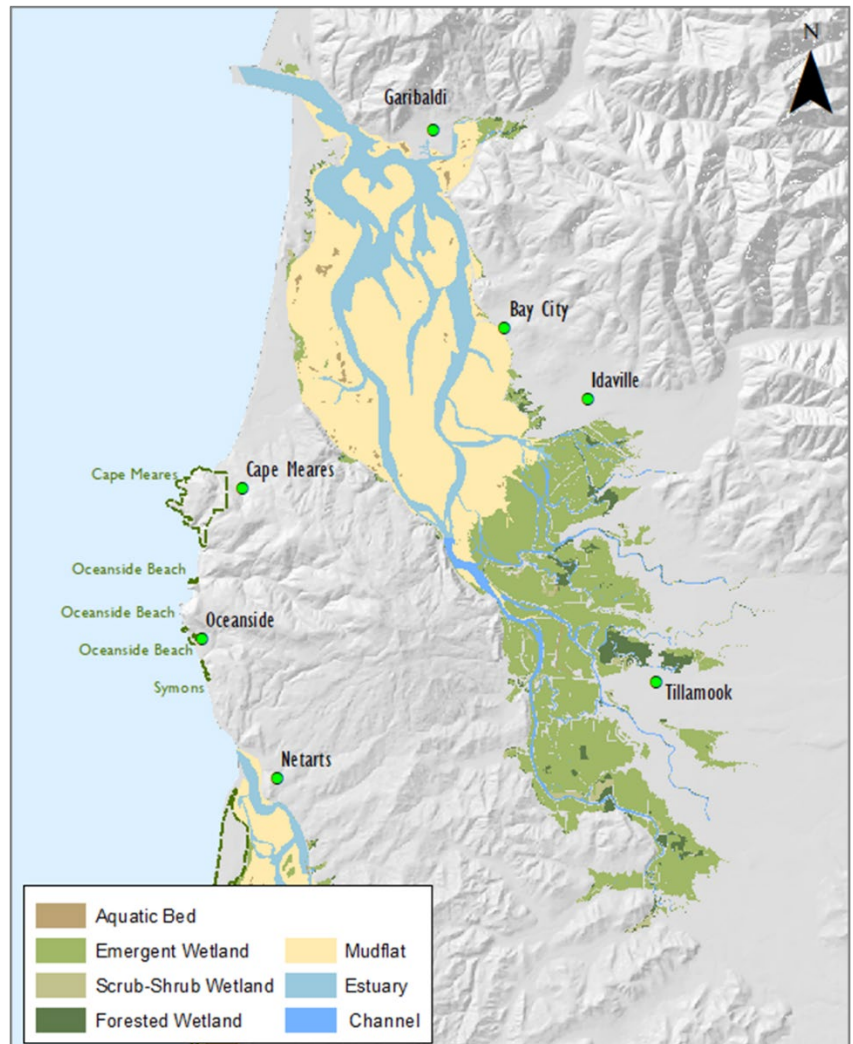 N
Garibaldi
Bay City
Idaville
Cape Meares
Cape Meares
Oceanside Beach
Oceanside Beach
Oceanside
Oceanside Beach
Symons
Tillamook
Netarts
Aquatic Bed
Emergent Wetland
Scrub-Shrub Wetland
Forested Wetland
Mudflat
Estuary
Channel